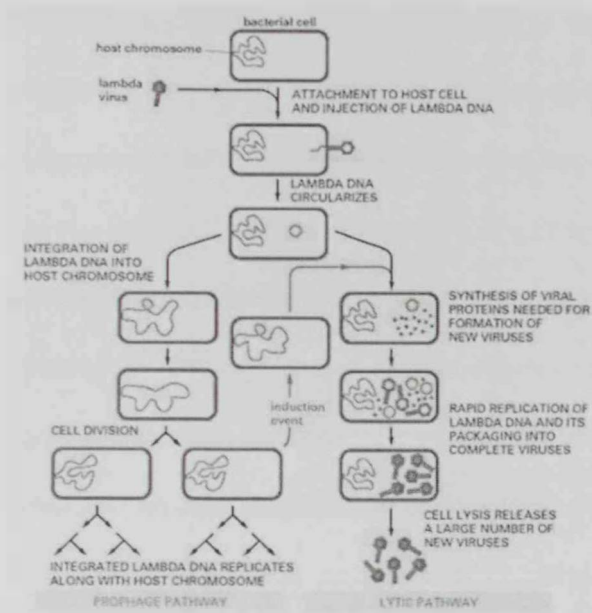 bacterial cell
host chromosome
lambda
virus
ATTACHMENT TO HOST CELL
AND INJECTION OF LAMBDA DNA
LAMBDA DNA
CIRCULARIZES
INTEGRATION OF
LAMBDA DNA INTO
HOST CHROMOSOME
SYNTHESIS OF VIRAL
PROTEINS NEEDED FOR
FORMATION OF
NEW VIRUSES
induction
event
RAPID REPLICATION OF
LAMBDA DNA AND ITS
PACKAGING INTO
COMPLETE VIRUSES
CELL DIVISION
CELL LYSIS RELEASES
A LARGE NUMBER OF
NEW VIRUSES
INTEGRATED LAMBDA DNA REPLICATES
ALONG WITH HOST CHROMOSOME
PROPHAGE PATHWAY
LYTIC PATHWAY